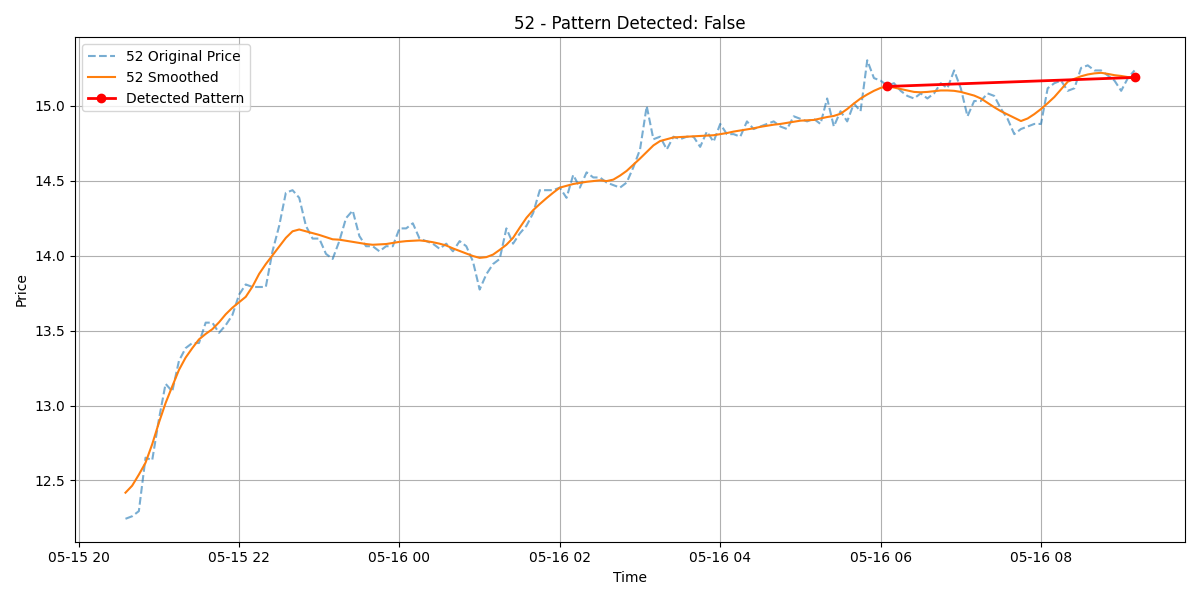 52 - Pattern Detected: False
52 Original Price
52 Smoothed
Detected Pattern
Price
15.0
14.5
14.0
13.5
13.0
12.5
05-15 20 05-15 22 05-16 00 05-16 02 05-16 04 05-16 06 05-16 08
Time